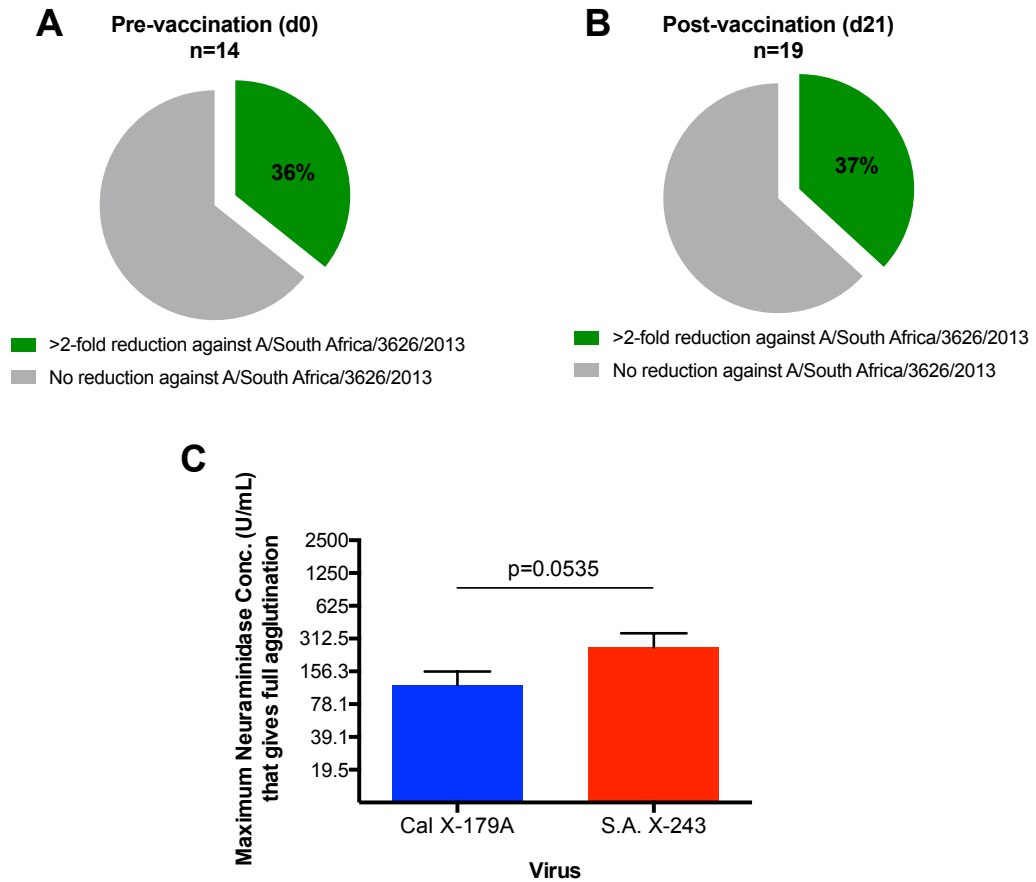 A
Pre-vaccination (d0)
n=14
36%
>2-fold reduction against A/South Africa/3626/2013
No reduction against A/South Africa/3626/2013
B
Post-vaccination (d21)
n=19
37%
>2-fold reduction against A/South Africa/3626/2013
No reduction against A/South Africa/3626/2013
C
Maximum Neuraminidase Conc. (U/mL)
that gives full agglutination
2500
1250
625
312.5
156.3
78.1
39.1
19.5
p=0.0535
Cal X-179A
S.A. X-243
Virus